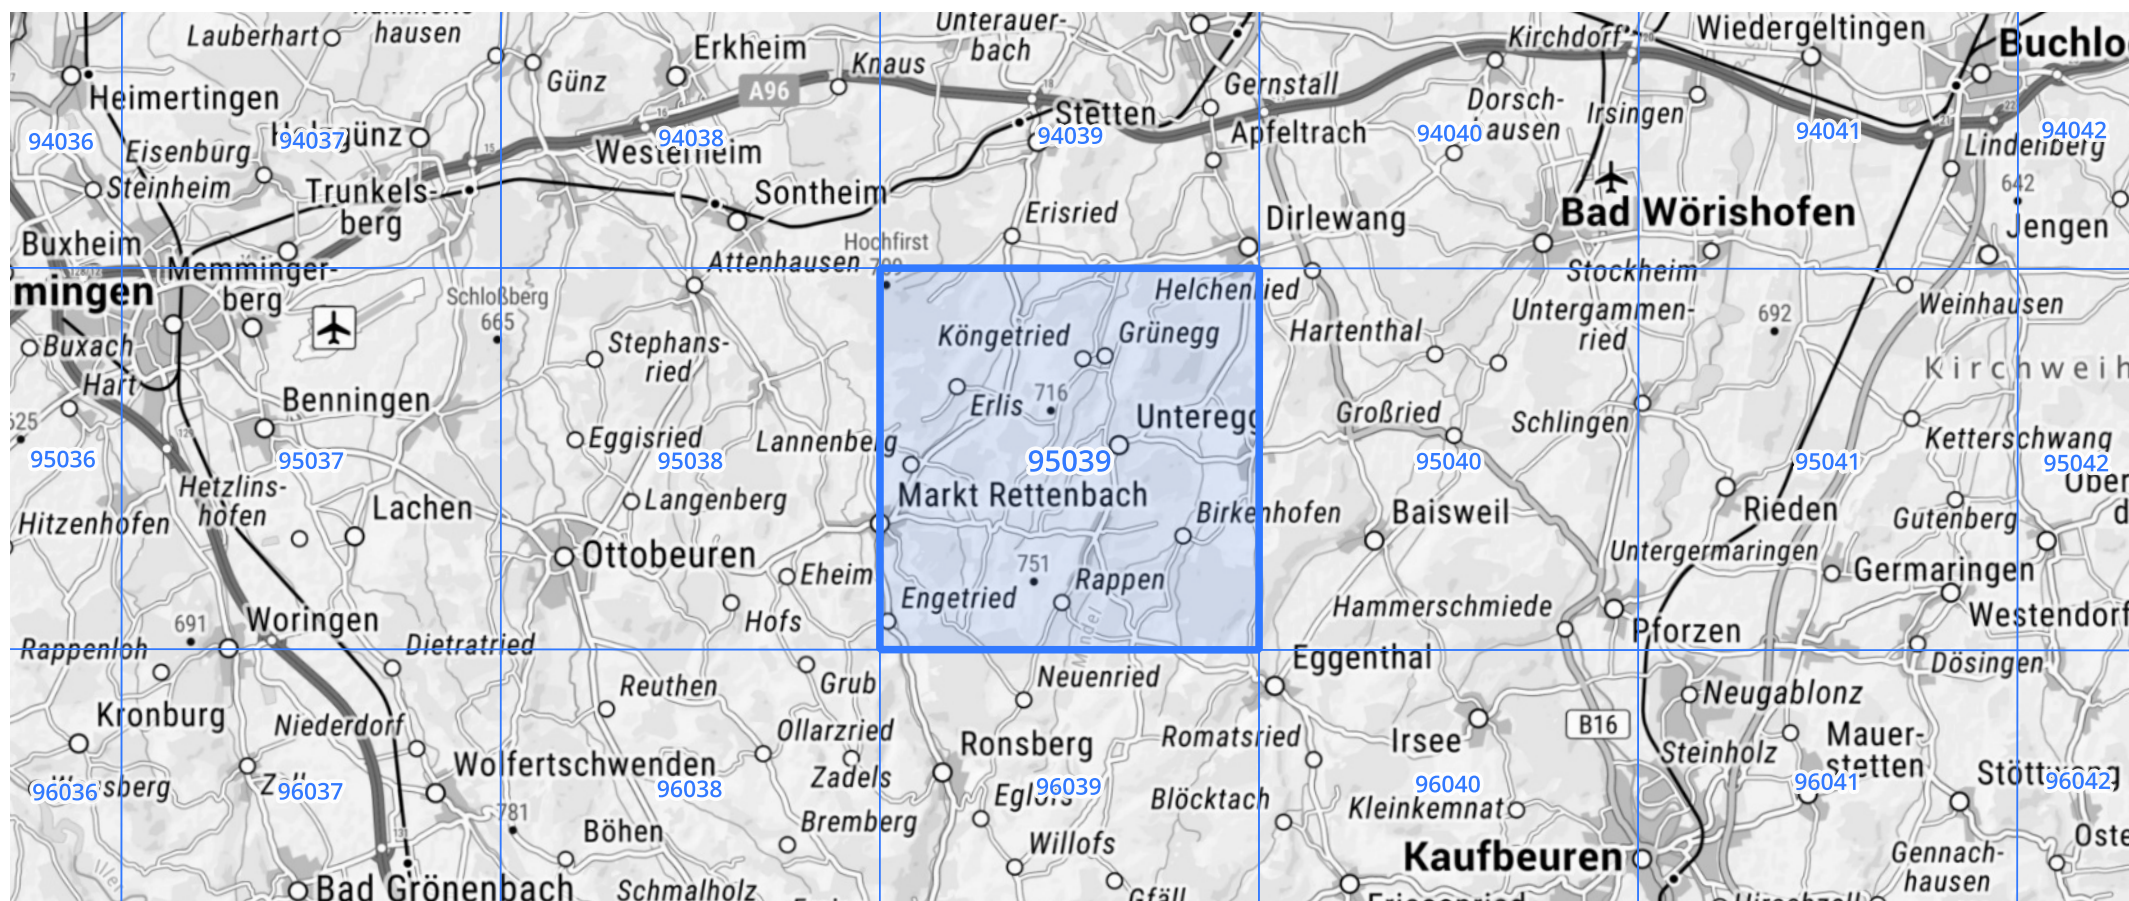 Lauberhart
hausen
Erkheim
Knaus
Unterauer-
bach
Kirchdorf
Wiedergeltingen
Buchlo
Günz
A96
Gernstall
Heimertingen
Stetten
Dorsch-
hausen
Irsingen
94036
94037
94038
94039
94040
94041
94042
Eisenburg
Westerheim
Apfeltrach
Lindenberg
Steinheim
Trunkels-
berg
Sontheim
Erisried
Dirlewang
Bad Wörishofen
642
Jengen
Buxheim
Hochfirst
Attenhausen
Memminger-
berg
Stockheim
mingen
Schloßberg
665
Helchenried
Untergammen-
ried
Weinhausen
692
Buxach
Stephans-
ried
Köngetried
Grünegg
Hartenthal
Kirchweih
Hart
Benningen
Erlis
716
Unteregg
Großried
Schlingen
Eggisried
Lannenberg
Ketterschwang
95036
95037
95038
95039
95040
95041
95042
Hetzlins-
hofen
Lachen
Langenberg
Markt Rettenbach
Birkenhofen
Baisweil
Rieden
Gutenberg
Ober
d
Hitzenhofen
Ottobeuren
Eheim
751
Rappen
Untergermaringen
Germaringen
Engetried
Hammerschmiede
Westendorf
691
Woringen
Hofs
Mindel
Pforzen
Rappenloh
Dietratried
Eggenthal
Dösingen
Reuthen
Grub
Neuenried
Neugablonz
Kronburg
Niederdorf
Ollarzried
Ronsberg
Romatsried
Irsee
B16
Steinholz
Mauer-
stetten
Wolfertschwenden
Zadels
96036
96037
96038
96039
96040
96041
96042
Blöcktach
Kleinkemnat
781
Böhen
Bremberg
Willofs
Kaufbeuren
Gennach-
hausen
Oste
Iller
Bad Grönenbach
Schmalholz
Gfäll